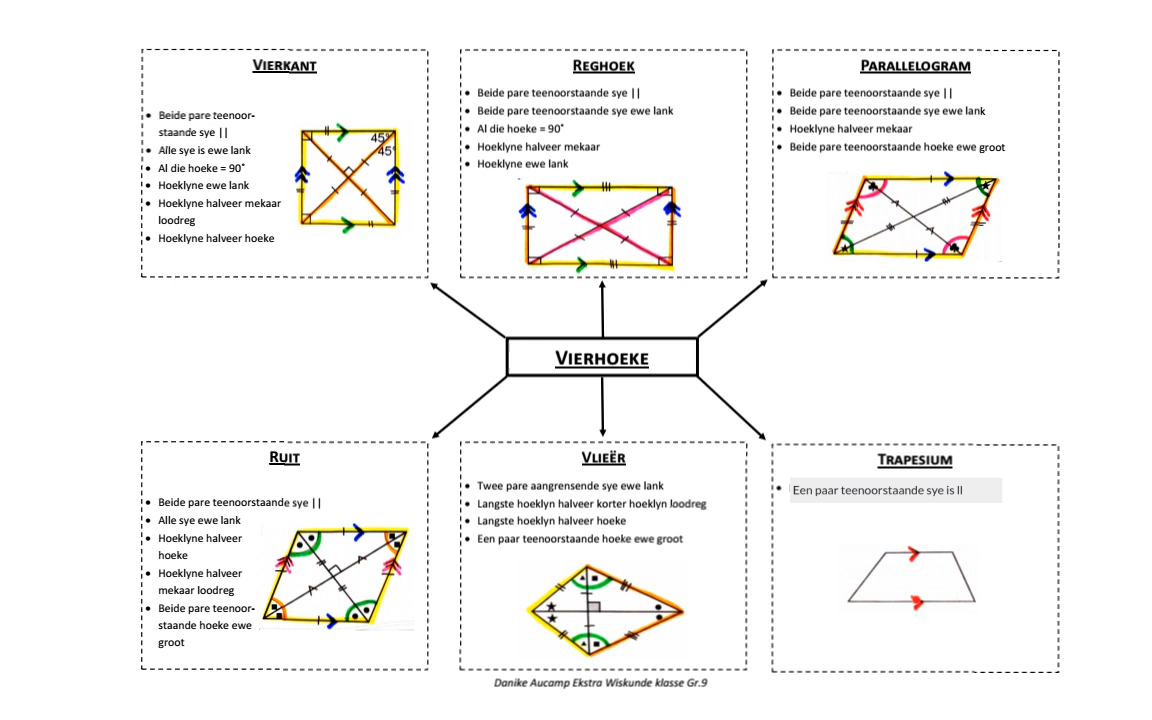 VIERKANT
Beide pare teenoor-
staande sye ||
Alle sye is ewe lank
Al die hoeke = 90˚
Hoeklyne ewe lank
Hoeklyne halveer mekaar
loodreg
Hoeklyne halveer hoeke
45°
45°
REGHOEK
Beide pare teenoorstaande sye ||
Beide pare teenoorstaande sye ewe lank
Al die hoeke = 90˚
Hoeklyne halveer mekaar
Hoeklyne ewe lank
PARALLELOGRAM
Beide pare teenoorstaande sye ||
Beide pare teenoorstaande sye ewe lank
Hoeklyne halveer mekaar
Beide pare teenoorstaande hoeke ewe groot
VIERHOEKE
RUIT
Beide pare teenoorstaande sye ||
Alle sye ewe lank
Hoeklyne halveer
hoeke
Hoeklyne halveer
mekaar loodreg
Beide pare teenoor-
staande hoeke ewe
groot
VLIEËR
Twee pare aangrensende sye ewe lank
Langste hoeklyn halveer korter hoeklyn loodreg
Langste hoeklyn halveer hoeke
Een paar teenoorstaande hoeke ewe groot
TRAPESIUM
Een paar teenoorstaande sye is ll
Danike Aucamp Ekstra Wiskunde klasse Gr.9